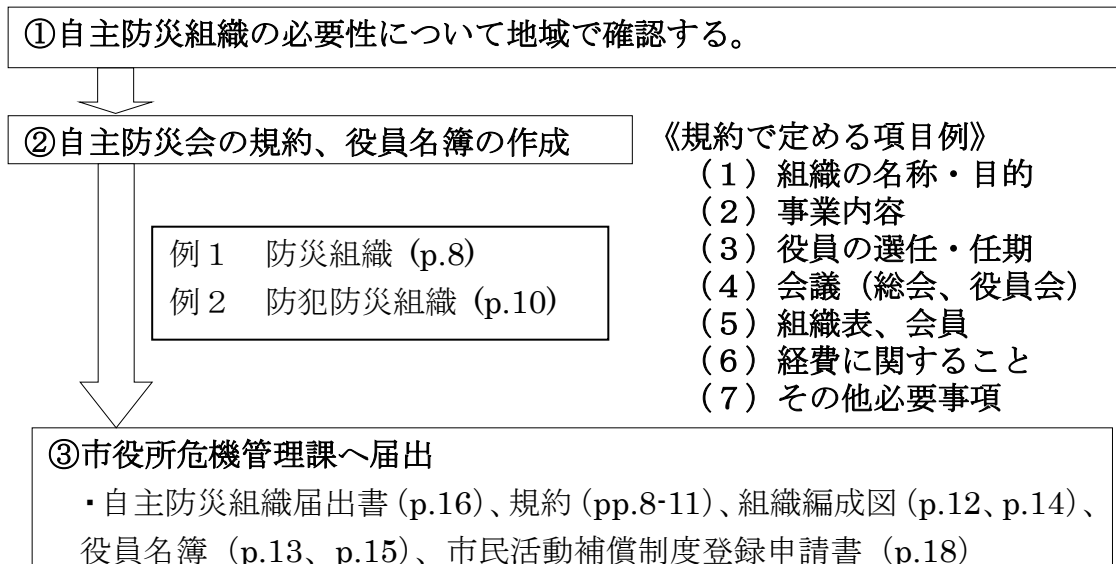 ①自主防災組織の必要性について地域で確認する。
②自主防災会の規約、役員名簿の作成
例１　防災組織 (p.8)
例２　防犯防災組織 (p.10)
《規約で定める項目例》
（１）組織の名称・目的
（２）事業内容
（３）役員の選任・任期
（４）会議（総会、役員会）
（５）組織表、会員
（６）経費に関すること
（７）その他必要事項
③市役所危機管理課へ届出
・自主防災組織届出書 (p.16)、規約 (pp.8-11)、組織編成図 (p.12、p.14)、
役員名簿（p.13、p.15）、市民活動補償制度登録申請書（p.18）